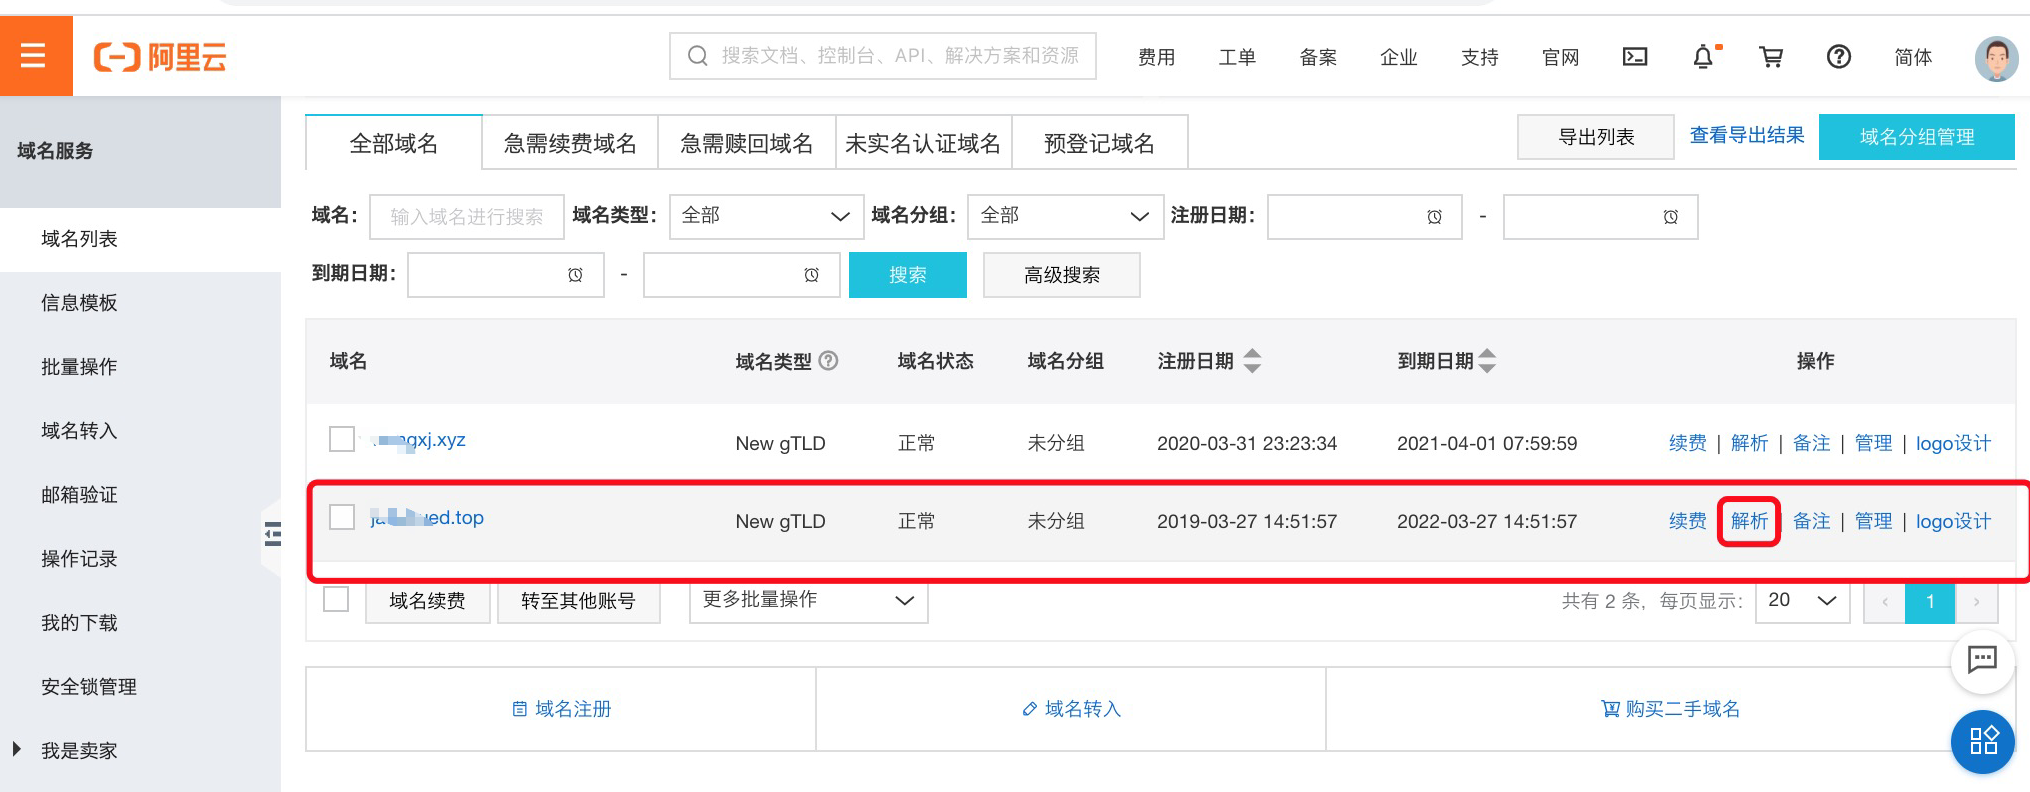 阿里云
搜索文档、控制台、API、解决方案和资源
费用 工单 备案 企业 支持 官网 简体
域名服务
域名列表
信息模板
批量操作
域名转入
邮箱验证
操作记录
我的下载
安全锁管理
我是卖家
全部域名 急需续费域名 急需赎回域名 未实名认证域名 预登记域名 导出列表 查看导出结果 域名分组管理
域名： 输入域名进行搜索 域名类型： 全部 域名分组： 全部 注册日期： -
到期日期： - 搜索 高级搜索
域名 域名类型 域名状态 域名分组 注册日期 到期日期 操作
gxj.xyz New gTLD 正常 未分组 2020-03-31 23:23:34 2021-04-01 07:59:59 续费 | 解析 | 备注 | 管理 | logo设计
ed.top New gTLD 正常 未分组 2019-03-27 14:51:57 2022-03-27 14:51:57 续费 解析 备注 | 管理 | logo设计
域名续费 转至其他账号 更多批量操作 共有 2 条，每页显示： 20 ‹ 1 ›
域名注册 域名转入 购买二手域名